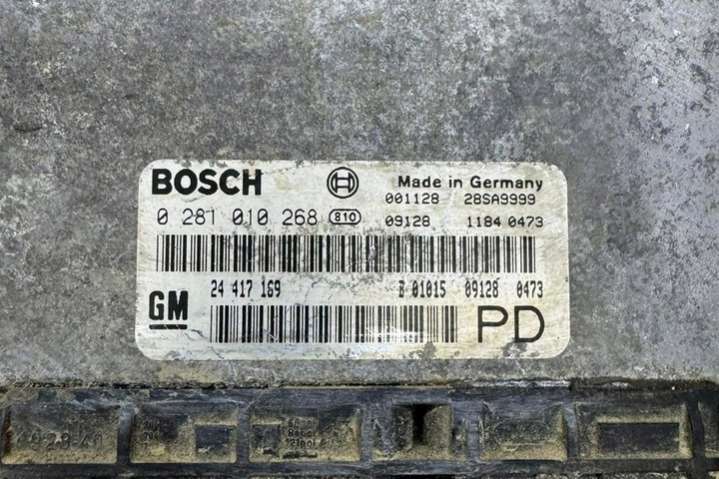 BOSCH
Made in Germany
001128 28SA9999
0 281 010 268 810
09128 1184 0473
24 417 169
01015 09128 0473
GM
PD